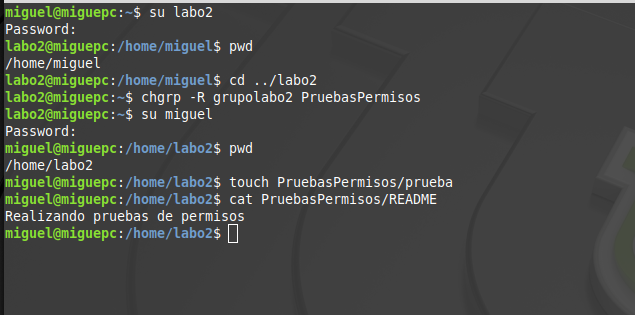 miguel@miguepc:~$ su labo2
Password:
labo2@miguepc:/home/miguel$ pwd
/home/miguel
labo2@miguepc:/home/miguel$ cd ../labo2
labo2@miguepc:~$ chgrp -R grupolabo2 PruebasPermisos
labo2@miguepc:~$ su miguel
Password:
miguel@miguepc:/home/labo2$ pwd
/home/labo2
miguel@miguepc:/home/labo2$ touch PruebasPermisos/prueba
miguel@miguepc:/home/labo2$ cat PruebasPermisos/README
Realizando pruebas de permisos
miguel@miguepc:/home/labo2$